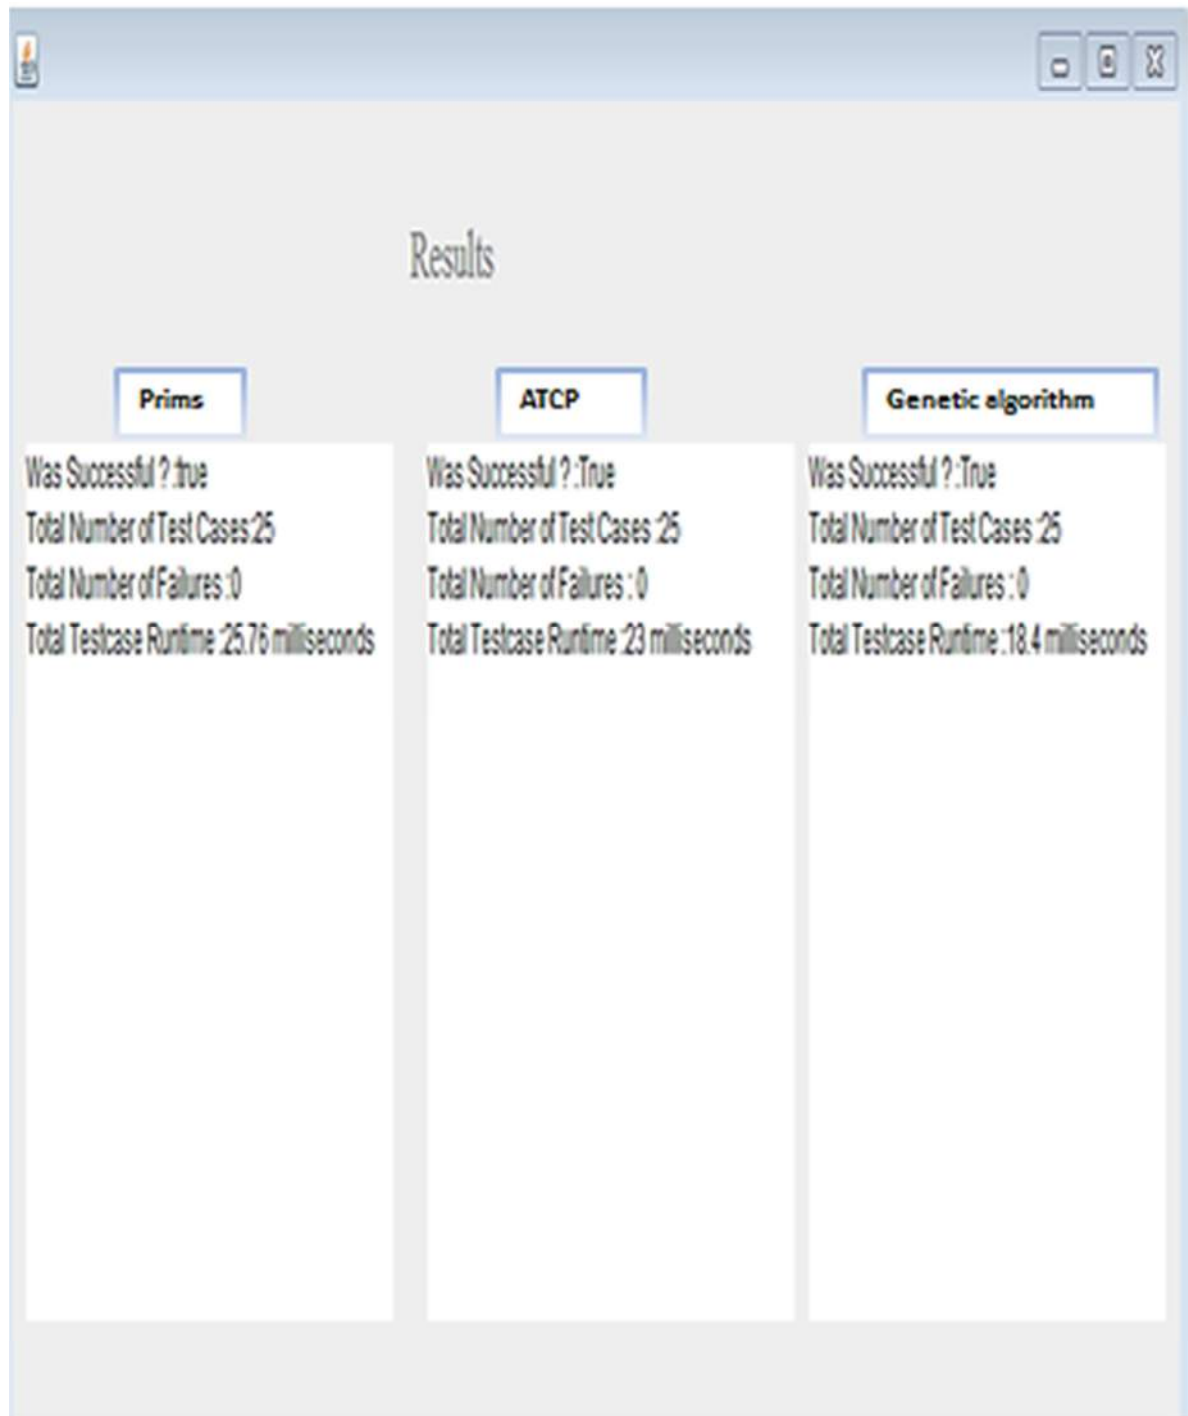 Results
Prims
Was Successful ? :true
Total Number of Test Cases:25
Total Number of Failures :0
Total Testcase Runtime :25.76 milliseconds
ATCP
Was Successful ? :True
Total Number of Test Cases :25
Total Number of Failures : 0
Total Testcase Runtime :23 milliseconds
Genetic algorithm
Was Successful ? :True
Total Number of Test Cases :25
Total Number of Failures : 0
Total Testcase Runtime :18.4 milliseconds